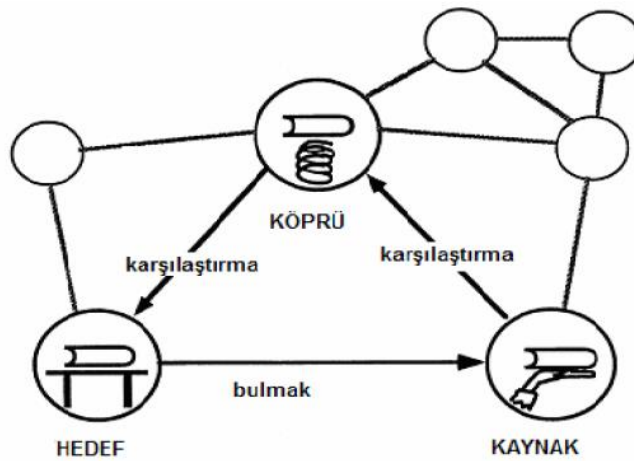 KÖPRÜ
karşılaştırma
karşılaştırma
bulmak
HEDEF
KAYNAK